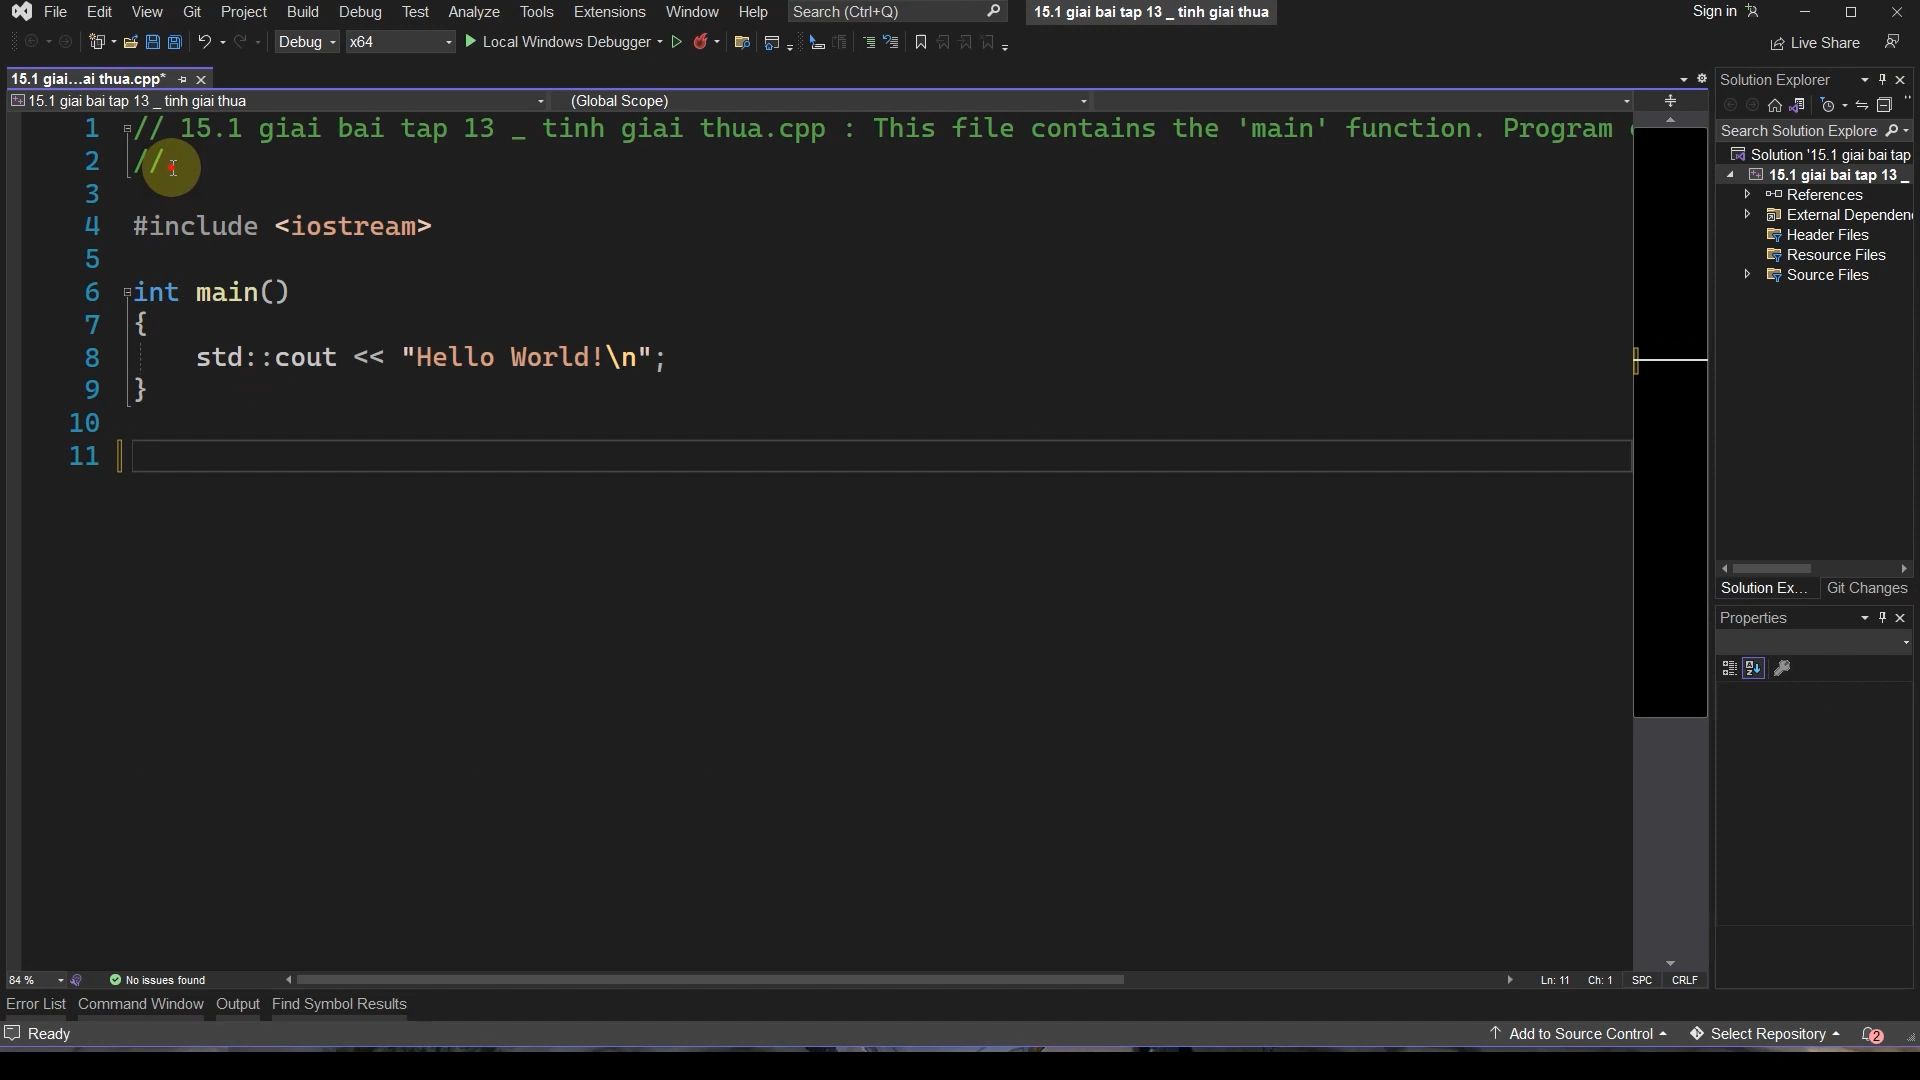 File Edit View Git Project Build Debug Test Analyze Tools Extensions Window Help Search (Ctrl+Q) 15.1 giai bai tap 13 _ tinh giai thua Sign in
Debug x64 Local Windows Debugger Live Share
15.1 giai...ai thua.cpp*
15.1 giai bai tap 13 _ tinh giai thua (Global Scope)
1 // 15.1 giai bai tap 13 _ tinh giai thua.cpp : This file contains the 'main' function. Program
2 //
3
4 #include <iostream>
5
6 int main()
7 {
8 std::cout << "Hello World!\n";
9 }
10
11
84 % No issues found Ln: 11 Ch: 1 SPC CRLF
Error List Command Window Output Find Symbol Results
Ready Add to Source Control Select Repository 2
Solution Explorer
Search Solution Explore
Solution '15.1 giai bai tap
15.1 giai bai tap 13 _
References
External Dependen
Header Files
Resource Files
Source Files
Solution Ex... Git Changes
Properties